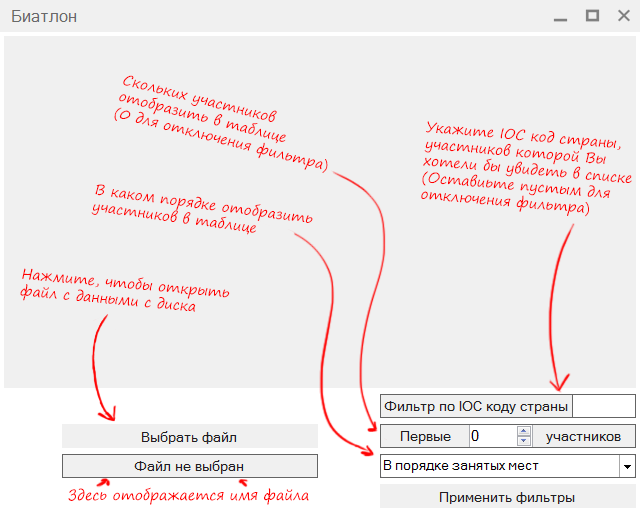 Биатлон
Скольких участников
отобразить в таблице
(0 для отключения фильтра)
Укажите IOC код страны,
участников которой Вы
хотели бы увидеть в списке
(Оставьте пустым для
отключения фильтра)
В каком порядке отобразить
участников в таблице
Нажмите, чтобы открыть
файл с данными с диска
Фильтр по IOC коду страны
Выбрать файл
Первые 0 участников
Файл не выбран
В порядке занятых мест
Здесь отображается имя файла
Применить фильтры